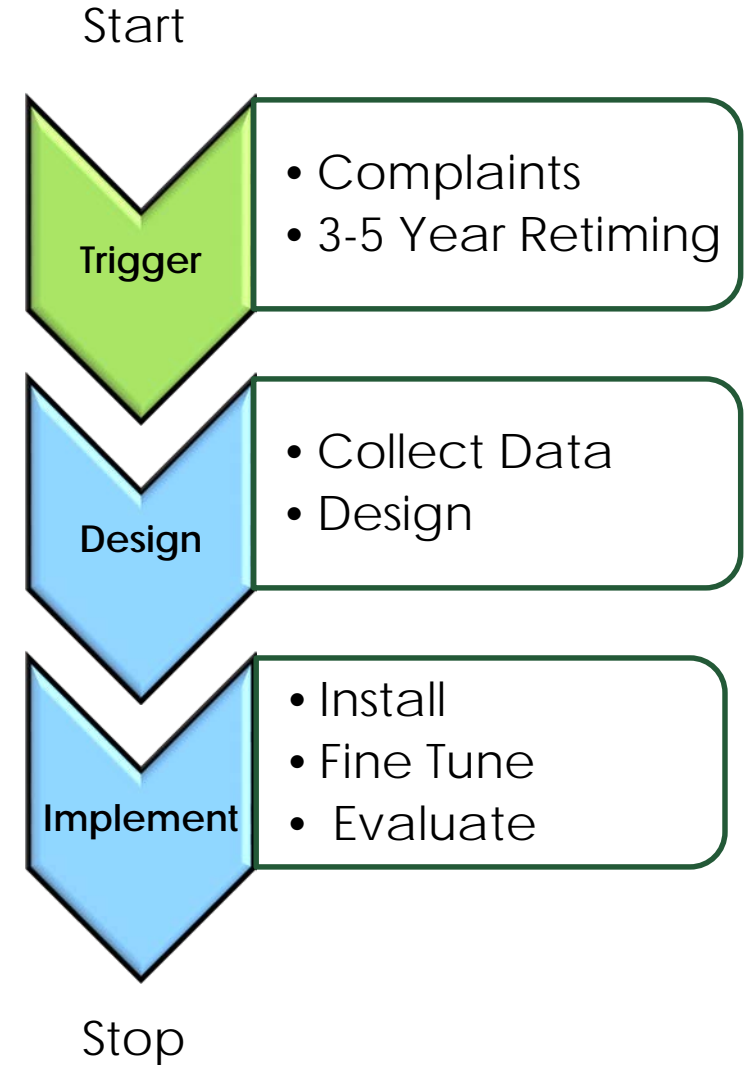 Start
Trigger
• Complaints
• 3-5 Year Retiming
Design
• Collect Data
• Design
Implement
• Install
• Fine Tune
• Evaluate
Stop